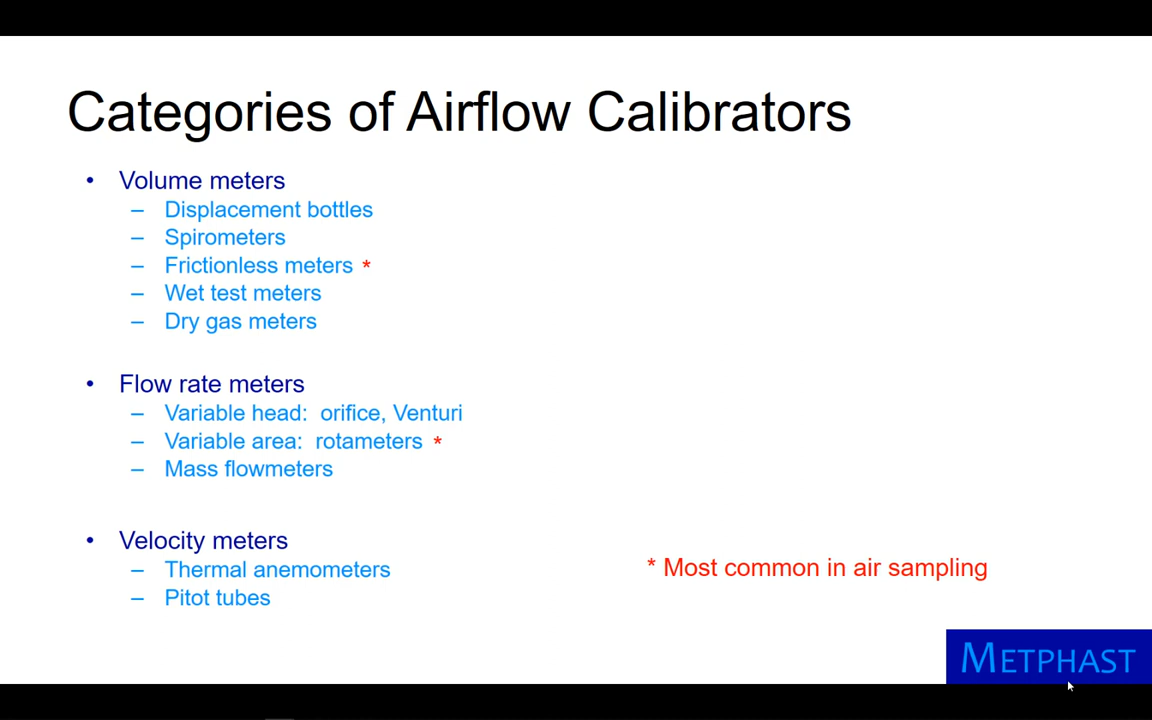 Categories of Airflow Calibrators
• Volume meters
– Displacement bottles
– Spirometers
– Frictionless meters *
– Wet test meters
– Dry gas meters
• Flow rate meters
– Variable head: orifice, Venturi
– Variable area: rotameters *
– Mass flowmeters
• Velocity meters
– Thermal anemometers
– Pitot tubes
* Most common in air sampling
METPHAST